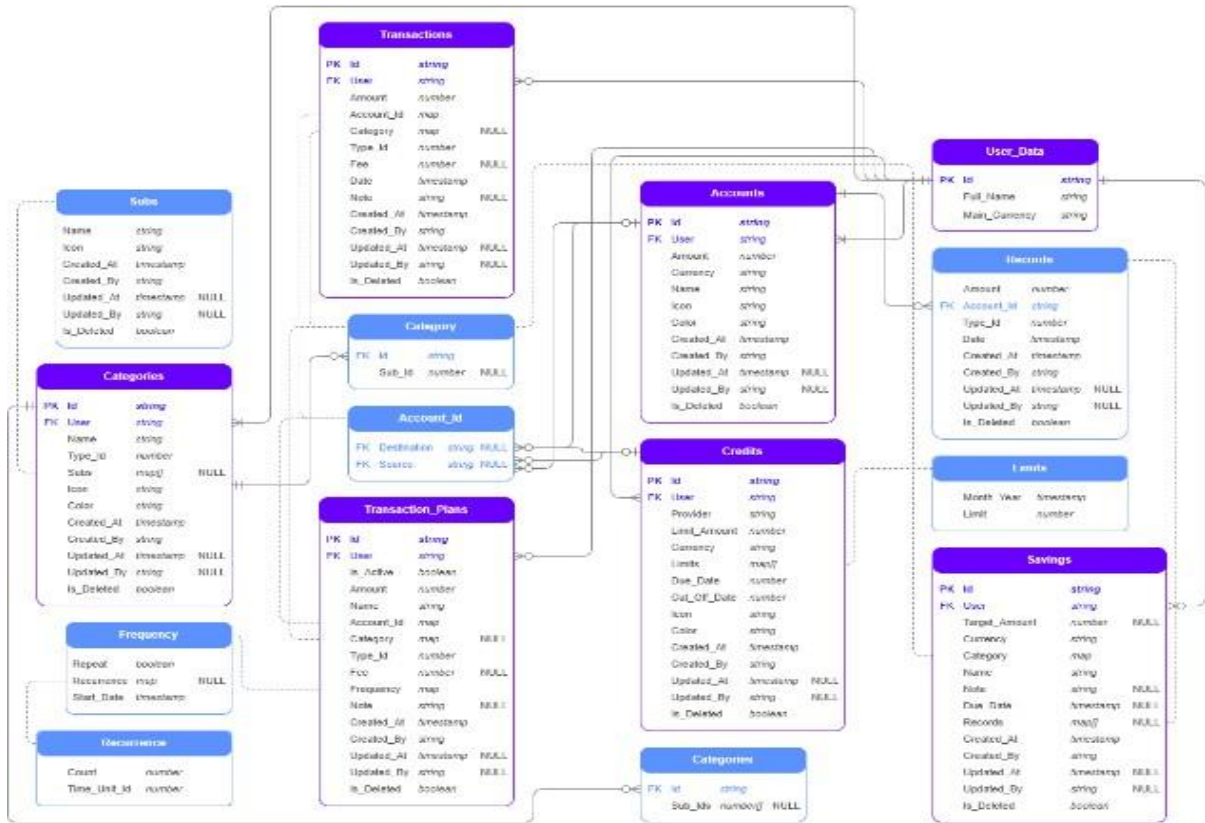 Transactions
PK Id string
FK User string
Amount number
Account_Id map
Category map NULL
Type_Id number
Fee number NULL
Date timestamp
Note string NULL
Created_At timestamp
Created_By string
Updated_At timestamp NULL
Updated_By string NULL
Is_Deleted boolean
User_Data
PK Id string
Full_Name string
Main_Currency string
Subs
Name string
Icon string
Created_At timestamp
Created_By string
Updated_At timestamp NULL
Updated_By string NULL
Is_Deleted boolean
Accounts
PK Id string
FK User string
Amount number
Currency string
Name string
Icon string
Color string
Created_At timestamp
Created_By string
Updated_At timestamp NULL
Updated_By string NULL
Is_Deleted boolean
Records
Amount number
FK Account_Id string
Type_Id number
Date timestamp
Created_At timestamp
Created_By string
Updated_At timestamp NULL
Updated_By string NULL
Is_Deleted boolean
Category
FK Id string
Sub_Id number NULL
Categories
PK Id string
FK User string
Name string
Type_Id number
Subs map[] NULL
Icon string
Color string
Created_At timestamp
Created_By string
Updated_At timestamp NULL
Updated_By string NULL
Is_Deleted boolean
Account_Id
FK Destination string NULL
FK Source string NULL
Credits
PK Id string
FK User string
Provider string
Limit_Amount number
Currency string
Limits map[]
Due_Date number
Cut_Off_Date number
Icon string
Color string
Created_At timestamp
Created_By string
Updated_At timestamp NULL
Updated_By string NULL
Is_Deleted boolean
Limits
Month_Year timestamp
Limit number
Transaction_Plans
PK Id string
FK User string
Is_Active boolean
Amount number
Name string
Account_Id map
Category map NULL
Type_Id number
Fee number NULL
Frequency map
Note string NULL
Created_At timestamp
Created_By string
Updated_At timestamp NULL
Updated_By string NULL
Is_Deleted boolean
Savings
PK Id string
FK User string
Target_Amount number NULL
Currency string
Category map
Name string
Note string NULL
Due_Date timestamp NULL
Records map[] NULL
Created_At timestamp
Created_By string
Updated_At timestamp NULL
Updated_By string NULL
Is_Deleted boolean
Frequency
Repeat boolean
Recurrence map NULL
Start_Date timestamp
Recurrence
Count number
Time_Unit_Id number
Categories
FK Id string
Sub_Ids number[] NULL